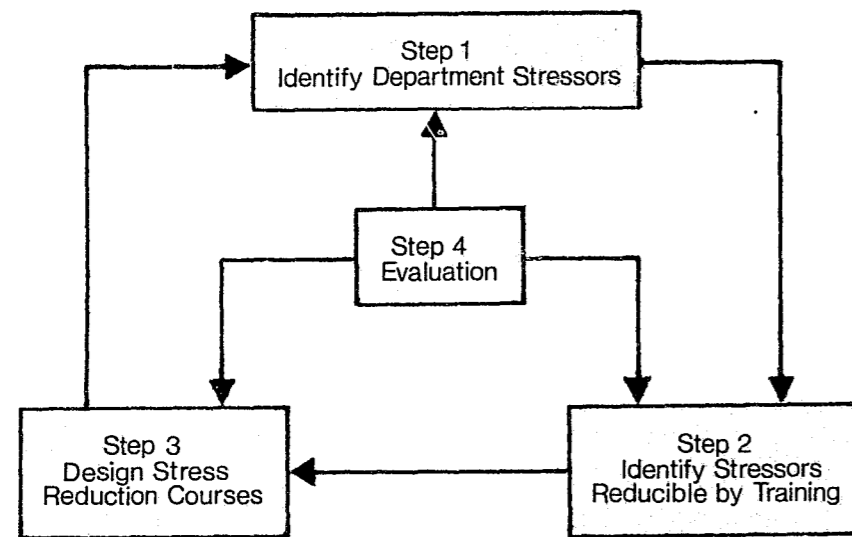 Step 1
Identify Department Stressors
Step 4
Evaluation
Step 3
Design Stress
Reduction Courses
Step 2
Identify Stressors
Reducible by Training